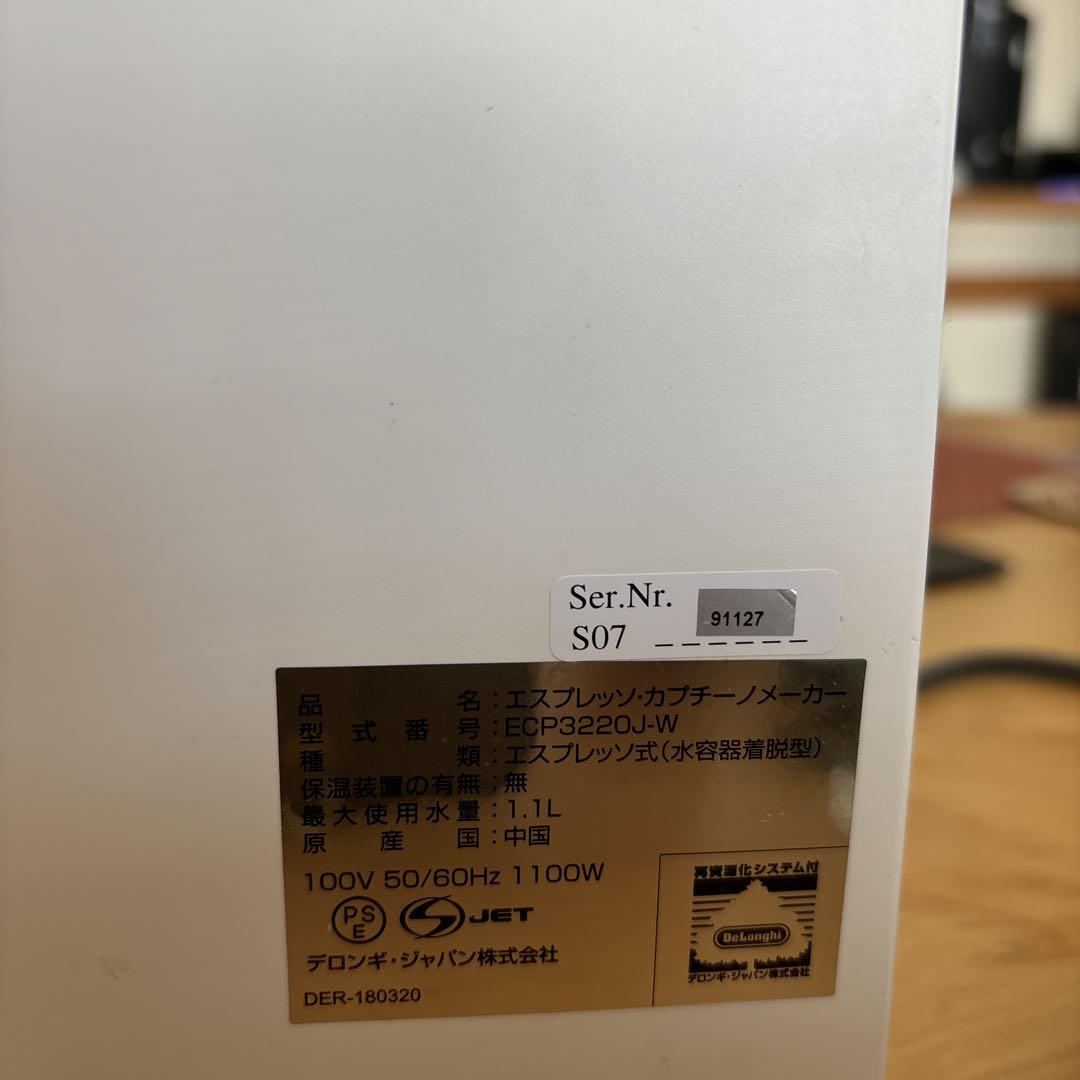 Ser.Nr. 91127
S07 _ _ _ _ _ _
品名：エスプレッソ・カプチーノメーカー
型式番号：ECP3220J-W
種類：エスプレッソ式（水容器着脱型）
保温装置の有無：無
最大使用水量：1.1L
原産国：中国
100V 50/60Hz 1100W
PSE JET
デロンギ・ジャパン株式会社
DER-180320
再資源化システム付
DeLonghi
デロンギ・ジャパン株式会社